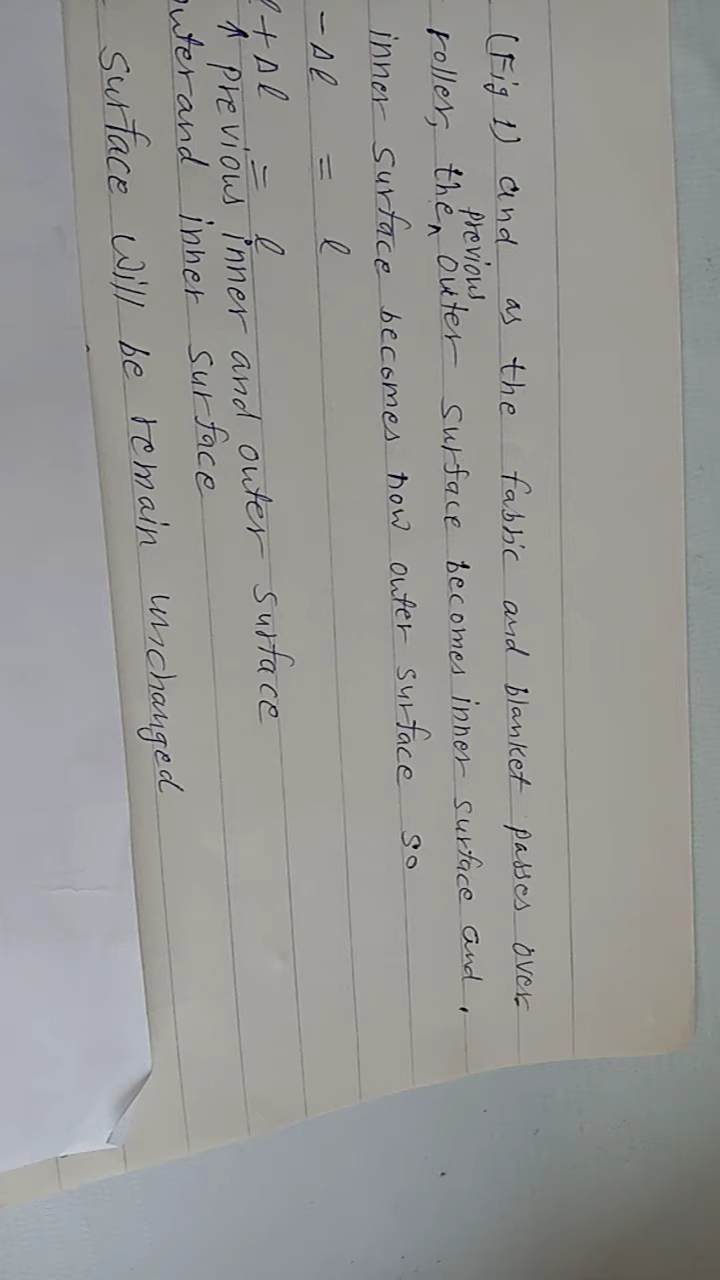 (Fig 1) and as the fabric and blanket passes over
roller, the ^ previous outer surface becomes inner surface and,
inner surface becomes now outer surface so
- Δl = l
+ Δl = l
↑ Previous inner and outer surface
outer and inner surface
surface will be remain unchanged